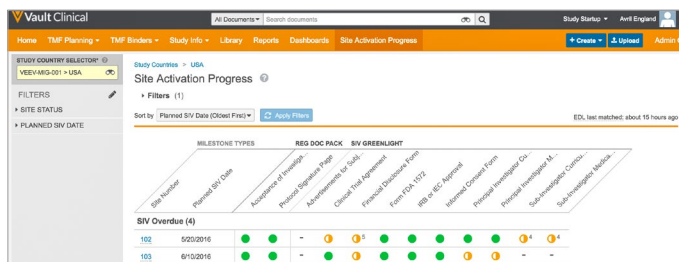 Vault Clinical
All Documents
Search documents
Study Startup
Avril England
Home
TMF Planning
TMF Binders
Study Info
Library
Reports
Dashboards
Site Activation Progress
+ Create
Upload
Admin
STUDY COUNTRY SELECTOR*
VEEV-MIG-001 > USA
FILTERS
SITE STATUS
PLANNED SIV DATE
Study Countries > USA
Site Activation Progress
Filters (1)
Sort by
Planned SIV Date (Oldest First)
Apply Filters
EDL last matched: about 15 hours ago
MILESTONE TYPES
REG DOC PACK
SIV GREENLIGHT
Site Number
Planned SIV Date
Acceptance of Investiga...
Protocol Signature Page
Advertisements for Subj...
Clinical Trial Agreement
Financial Disclosure Form
Form FDA 1572
IRB or IEC Approval
Informed Consent Form
Principal Investigator Cu...
Principal Investigator M...
Sub-Investigator Curricu...
Sub-Investigator Medica...
SIV Overdue (4)
102 5/20/2016 - 5 4 4
103 6/10/2016 - - -